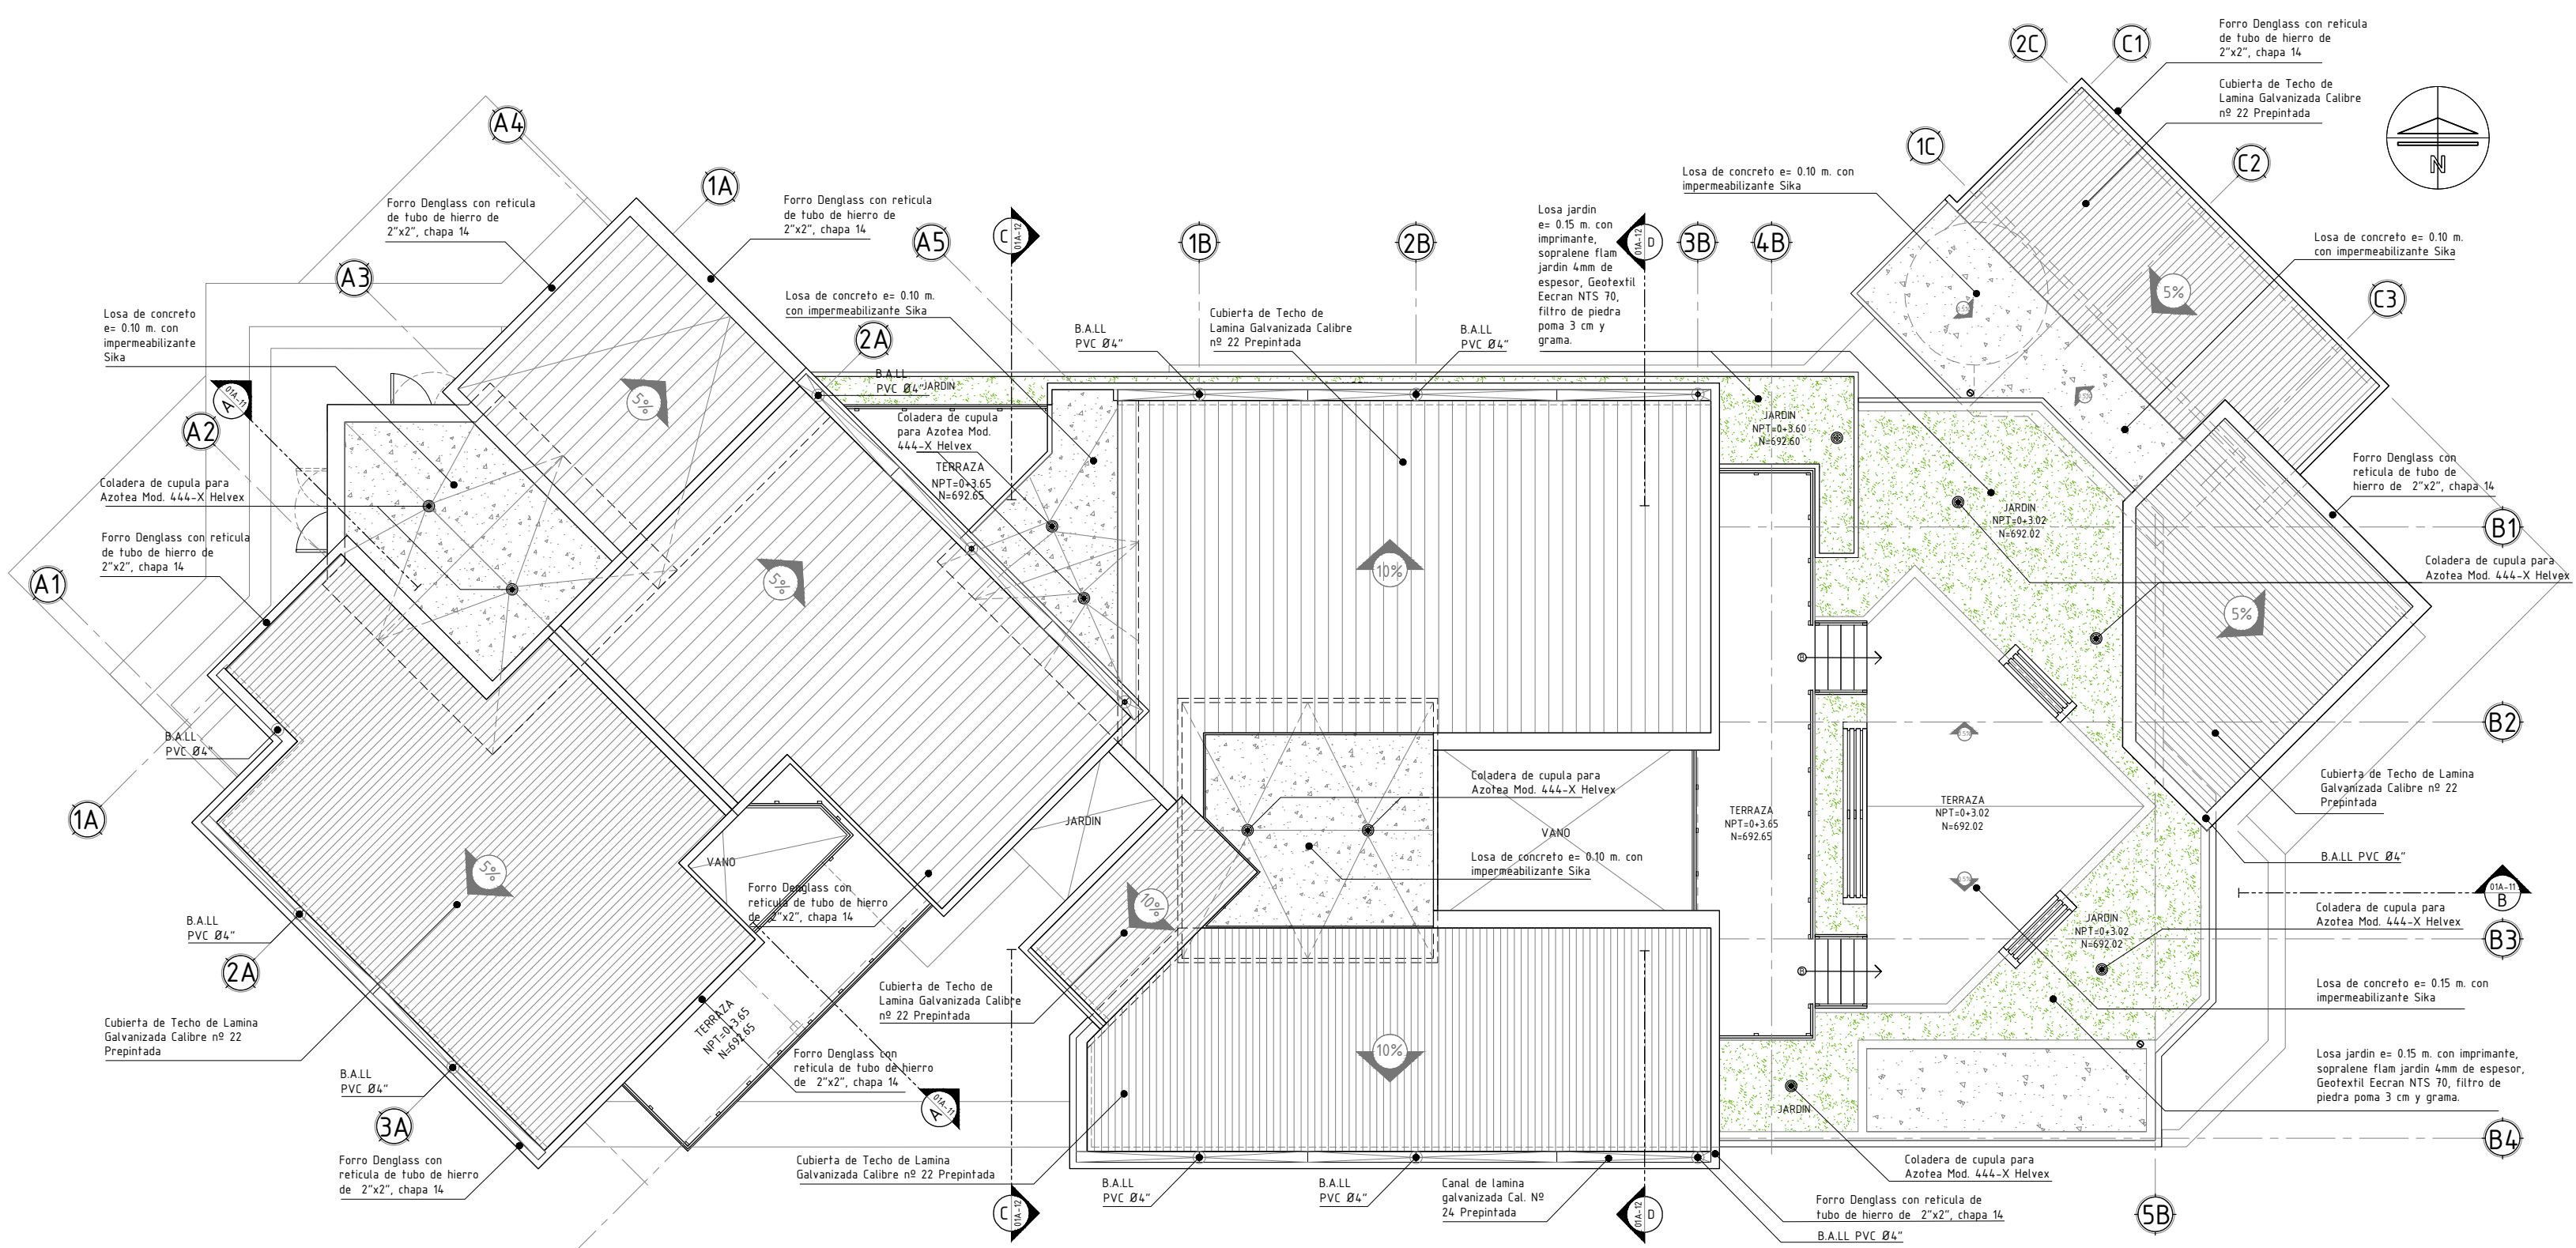 2C
C1
Forro Denglass con reticula
de tubo de hierro de
2"x2", chapa 14
Cubierta de Techo de
Lamina Galvanizada Calibre
nº 22 Prepintada
N
A4
1A
1C
C2
Losa de concreto e= 0.10 m. con
impermeabilizante Sika
Forro Denglass con reticula
de tubo de hierro de
2"x2", chapa 14
Forro Denglass con reticula
de tubo de hierro de
2"x2", chapa 14
A5
C
01A-12
1B
2B
Losa jardin
e= 0.15 m. con
imprimante,
sopralene flam
jardin 4mm de
espesor, Geotextil
Eecran NTS 70,
filtro de piedra
poma 3 cm y
grama.
01A-12
D
3B
4B
Losa de concreto e= 0.10 m.
con impermeabilizante Sika
A3
5%
C3
Losa de concreto
e= 0.10 m. con
impermeabilizante
Sika
Losa de concreto e= 0.10 m.
con impermeabilizante Sika
2A
B.A.LL
PVC Ø4"
Cubierta de Techo de
Lamina Galvanizada Calibre
nº 22 Prepintada
B.A.LL
PVC Ø4"
01A-11
A
5%
B.A.LL
PVC Ø4"
JARDIN
Coladera de cupula
para Azotea Mod.
444-X Helvex
TERRAZA
NPT=0+3.65
N=692.65
JARDIN
NPT=0+3.60
N=692.60
A2
Coladera de cupula para
Azotea Mod. 444-X Helvex
Forro Denglass con
reticula de tubo de
hierro de 2"x2", chapa 14
JARDIN
NPT=0+3.02
N=692.02
B1
Forro Denglass con reticula
de tubo de hierro de
2"x2", chapa 14
A1
5%
10%
Coladera de cupula para
Azotea Mod. 444-X Helvex
5%
B.A.LL
PVC Ø4"
B2
Coladera de cupula para
Azotea Mod. 444-X Helvex
Cubierta de Techo de Lamina
Galvanizada Calibre nº 22
Prepintada
1A
JARDIN
VANO
TERRAZA
NPT=0+3.65
N=692.65
TERRAZA
NPT=0+3.02
N=692.02
Losa de concreto e= 0.10 m. con
impermeabilizante Sika
B.A.LL PVC Ø4"
VANO
5%
Forro Denglass con
reticula de tubo de hierro
de 2"x2", chapa 14
10%
01A-11
B
Coladera de cupula para
Azotea Mod. 444-X Helvex
JARDIN
NPT=0+3.02
N=692.02
B3
B.A.LL
PVC Ø4"
2A
Cubierta de Techo de
Lamina Galvanizada Calibre
nº 22 Prepintada
Losa de concreto e= 0.15 m. con
impermeabilizante Sika
TERRAZA
NPT=0+3.65
N=692.65
Cubierta de Techo de Lamina
Galvanizada Calibre nº 22
Prepintada
10%
Forro Denglass con
reticula de tubo de hierro
de 2"x2", chapa 14
Losa jardin e= 0.15 m. con imprimante,
sopralene flam jardin 4mm de espesor,
Geotextil Eecran NTS 70, filtro de
piedra poma 3 cm y grama.
B.A.LL
PVC Ø4"
01A-11
A
JARDIN
3A
B4
Forro Denglass con
reticula de tubo de hierro
de 2"x2", chapa 14
Cubierta de Techo de Lamina
Galvanizada Calibre nº 22 Prepintada
Coladera de cupula para
Azotea Mod. 444-X Helvex
C
01A-12
B.A.LL
PVC Ø4"
B.A.LL
PVC Ø4"
Canal de lamina
galvanizada Cal. Nº
24 Prepintada
01A-12
D
Forro Denglass con reticula de
tubo de hierro de 2"x2", chapa 14
B.A.LL PVC Ø4"
5B